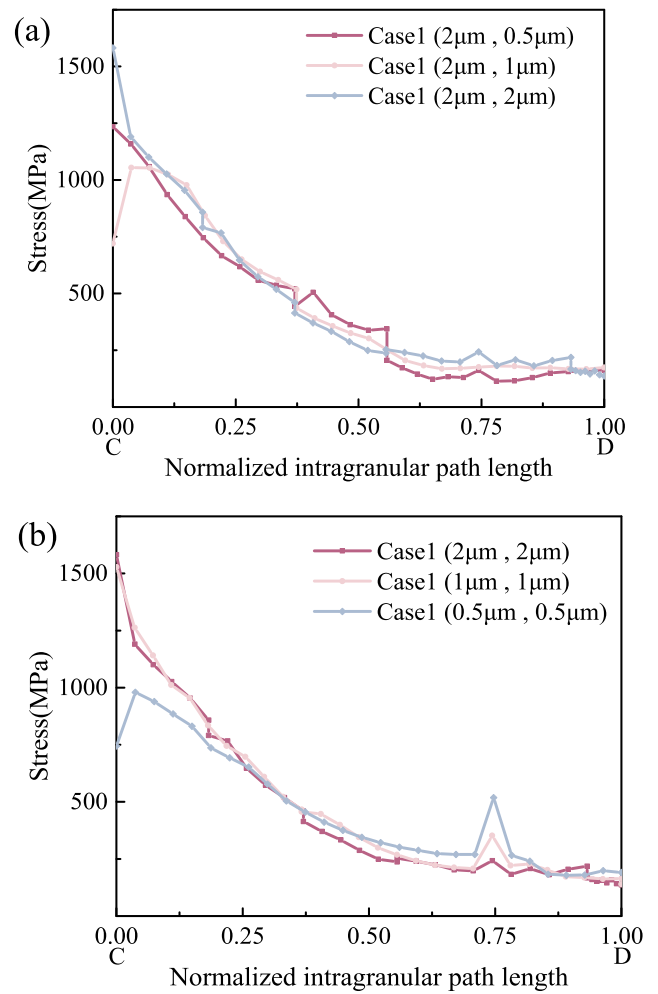 (a)
Case1 (2μm , 0.5μm)
Case1 (2μm , 1μm)
Case1 (2μm , 2μm)
Stress(MPa)
1500
1000
500
0.00
0.25
0.50
0.75
1.00
C
D
Normalized intragranular path length
(b)
Case1 (2μm , 2μm)
Case1 (1μm , 1μm)
Case1 (0.5μm , 0.5μm)
Stress(MPa)
1500
1000
500
0.00
0.25
0.50
0.75
1.00
C
D
Normalized intragranular path length